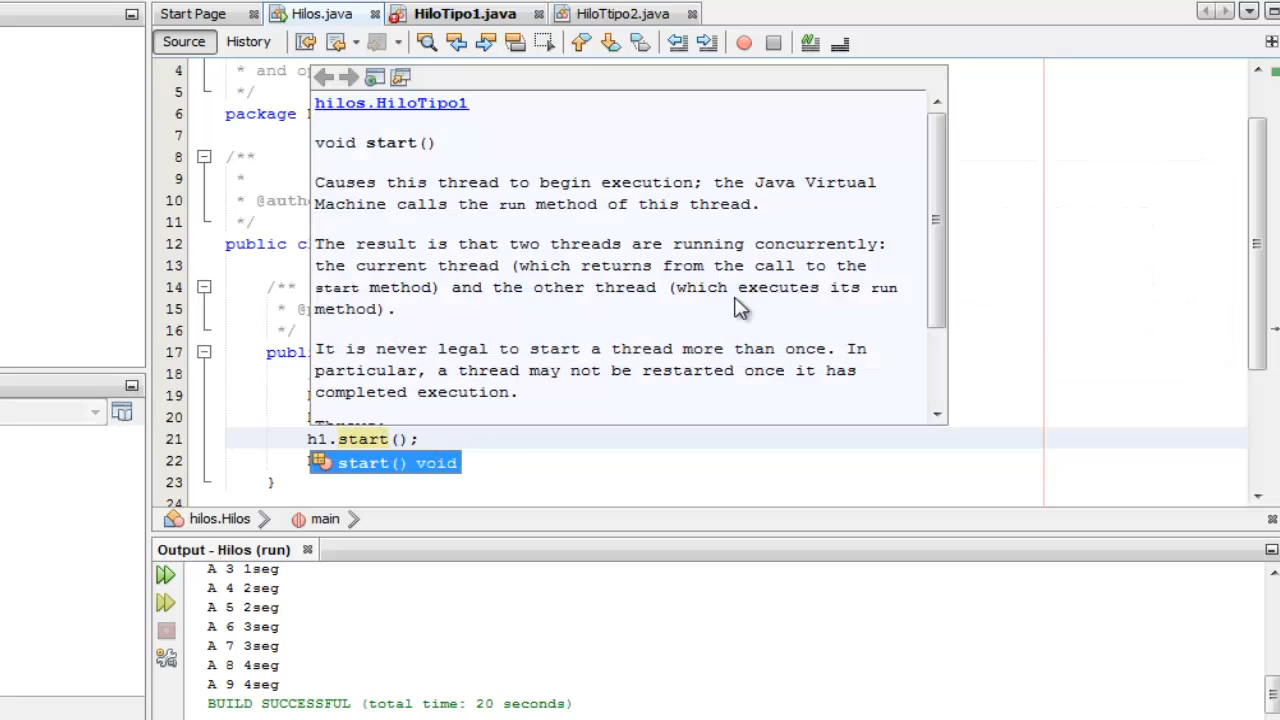 Start Page Hilos.java HiloTipo1.java HiloTtipo2.java
Source History
4 * and o
5 */
6 package
7
8 /**
9 *
10 * @auth
11 */
12 public c
13
14 /**
15 * @p
16 */
17 publ
18
19
20
21 h1.start();
22
23 }
24
hilos.HiloTipo1
void start()
Causes this thread to begin execution; the Java Virtual
Machine calls the run method of this thread.
The result is that two threads are running concurrently:
the current thread (which returns from the call to the
start method) and the other thread (which executes its run
method).
It is never legal to start a thread more than once. In
particular, a thread may not be restarted once it has
completed execution.
start() void
hilos.Hilos main
Output - Hilos (run)
A 3 1seg
A 4 2seg
A 5 2seg
A 6 3seg
A 7 3seg
A 8 4seg
A 9 4seg
BUILD SUCCESSFUL (total time: 20 seconds)